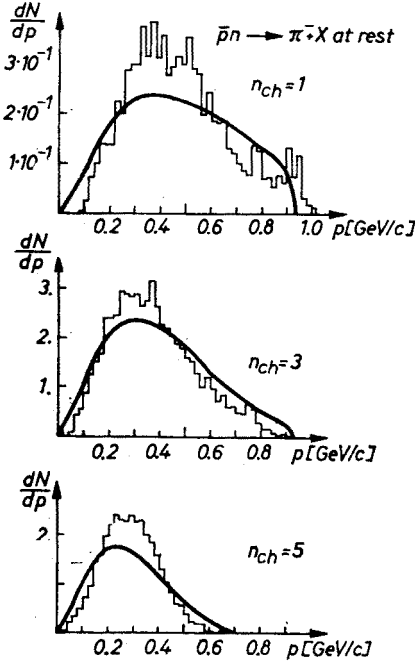 dN
dp
p̄n → π⁻+X at rest
n_ch = 1
3·10⁻¹
2·10⁻¹
1·10⁻¹
0.2 0.4 0.6 0.8 1.0 p[GeV/c]
dN
dp
n_ch = 3
3.
2.
1.
0.2 0.4 0.6 0.8 p[GeV/c]
dN
dp
n_ch = 5
2
0.2 0.4 0.6 0.8 p[GeV/c]